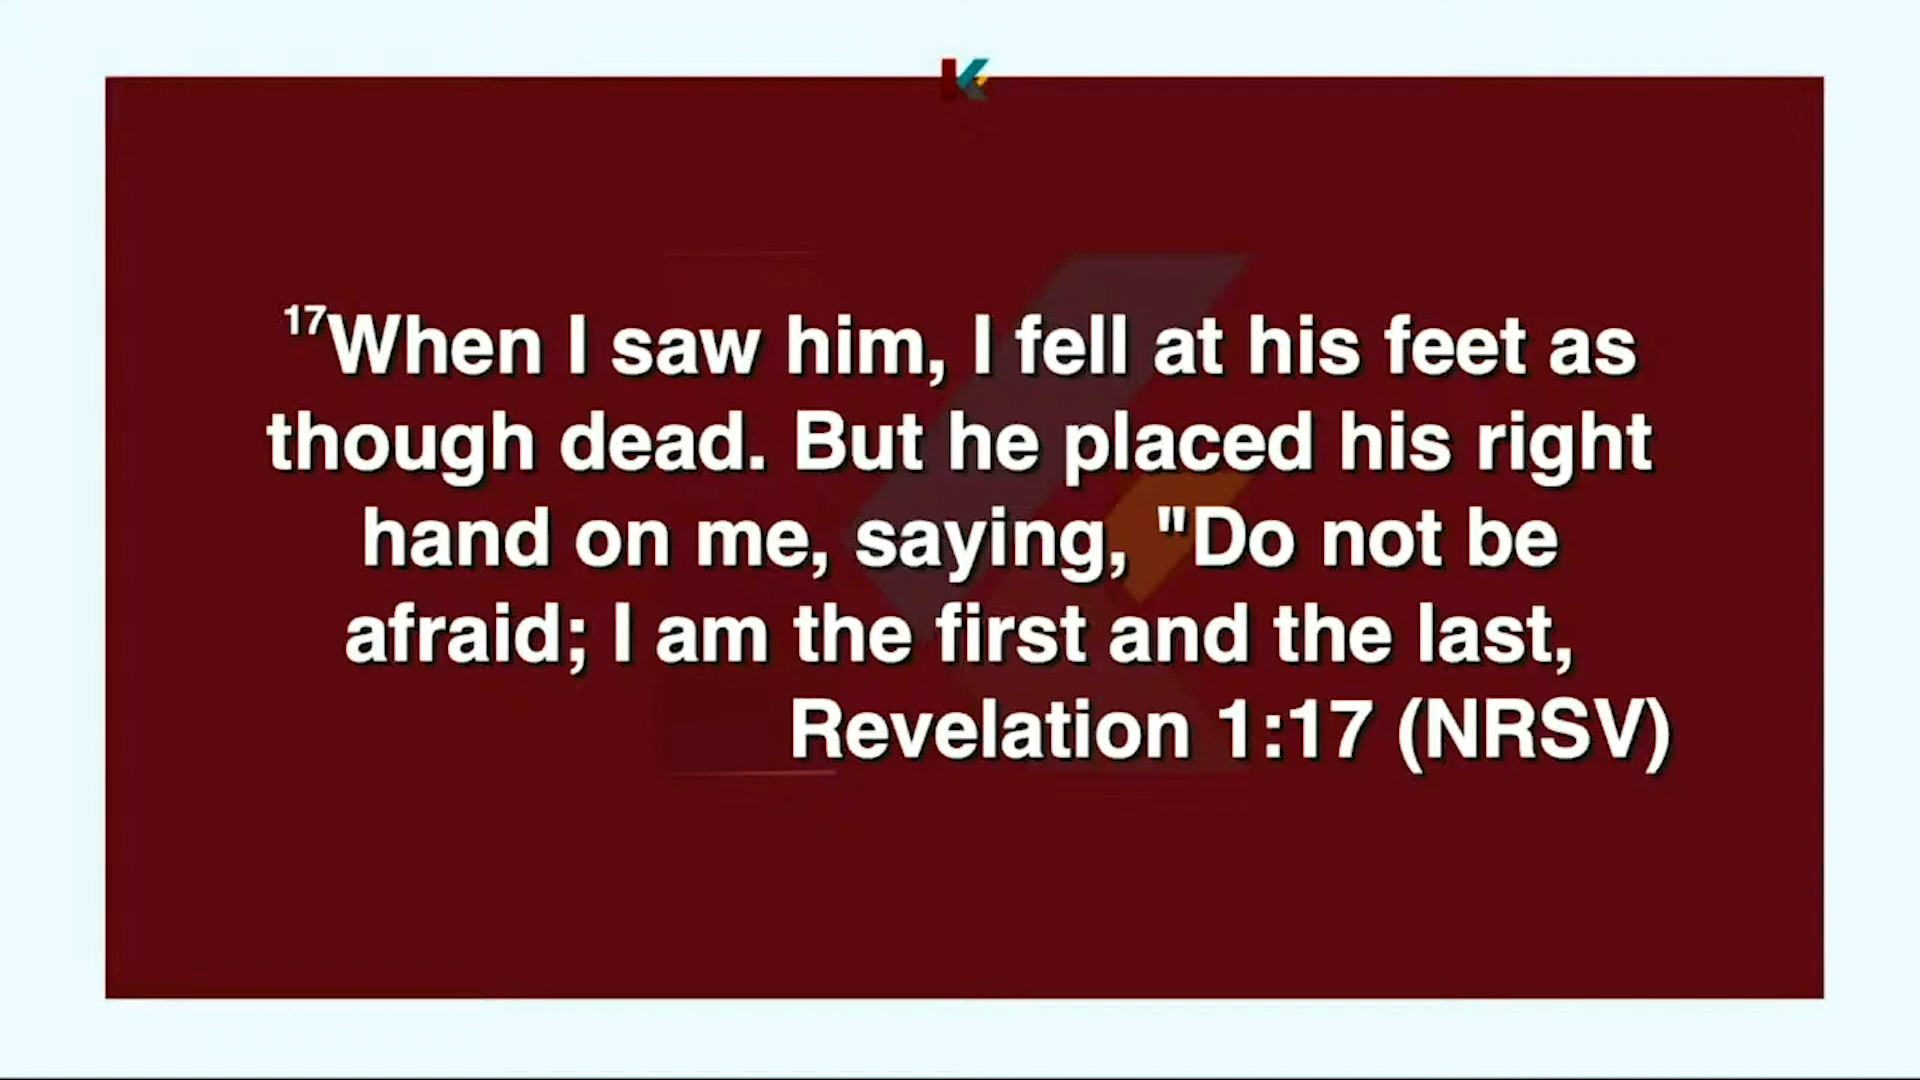 17When I saw him, I fell at his feet as
though dead. But he placed his right
hand on me, saying, "Do not be
afraid; I am the first and the last,
Revelation 1:17 (NRSV)